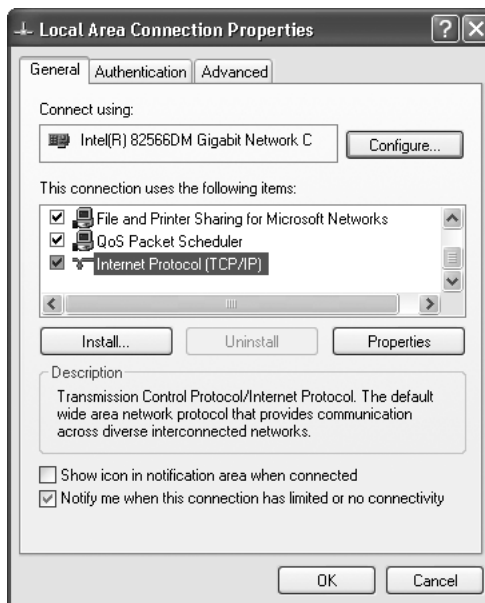 Local Area Connection Properties
General Authentication Advanced
Connect using:
Intel(R) 82566DM Gigabit Network C
Configure...
This connection uses the following items:
File and Printer Sharing for Microsoft Networks
QoS Packet Scheduler
Internet Protocol (TCP/IP)
Install... Uninstall Properties
Description
Transmission Control Protocol/Internet Protocol. The default
wide area network protocol that provides communication
across diverse interconnected networks.
Show icon in notification area when connected
Notify me when this connection has limited or no connectivity
OK Cancel